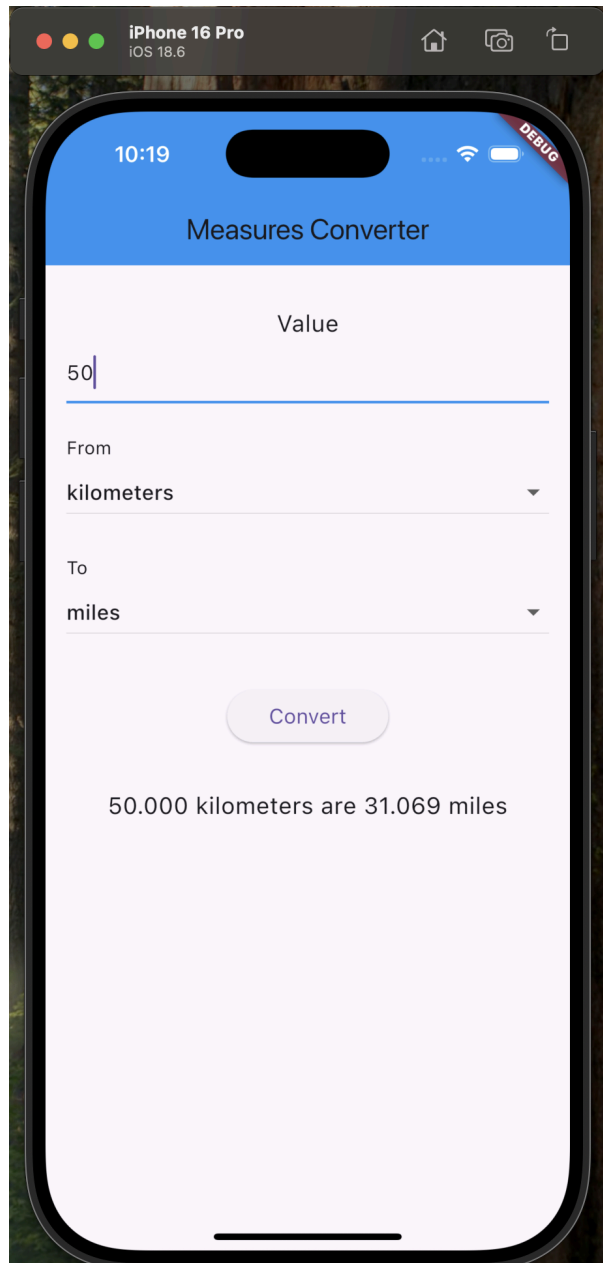 iPhone 16 Pro
iOS 18.6
10:19
DEBUG
Measures Converter
Value
50
From
kilometers
To
miles
Convert
50.000 kilometers are 31.069 miles